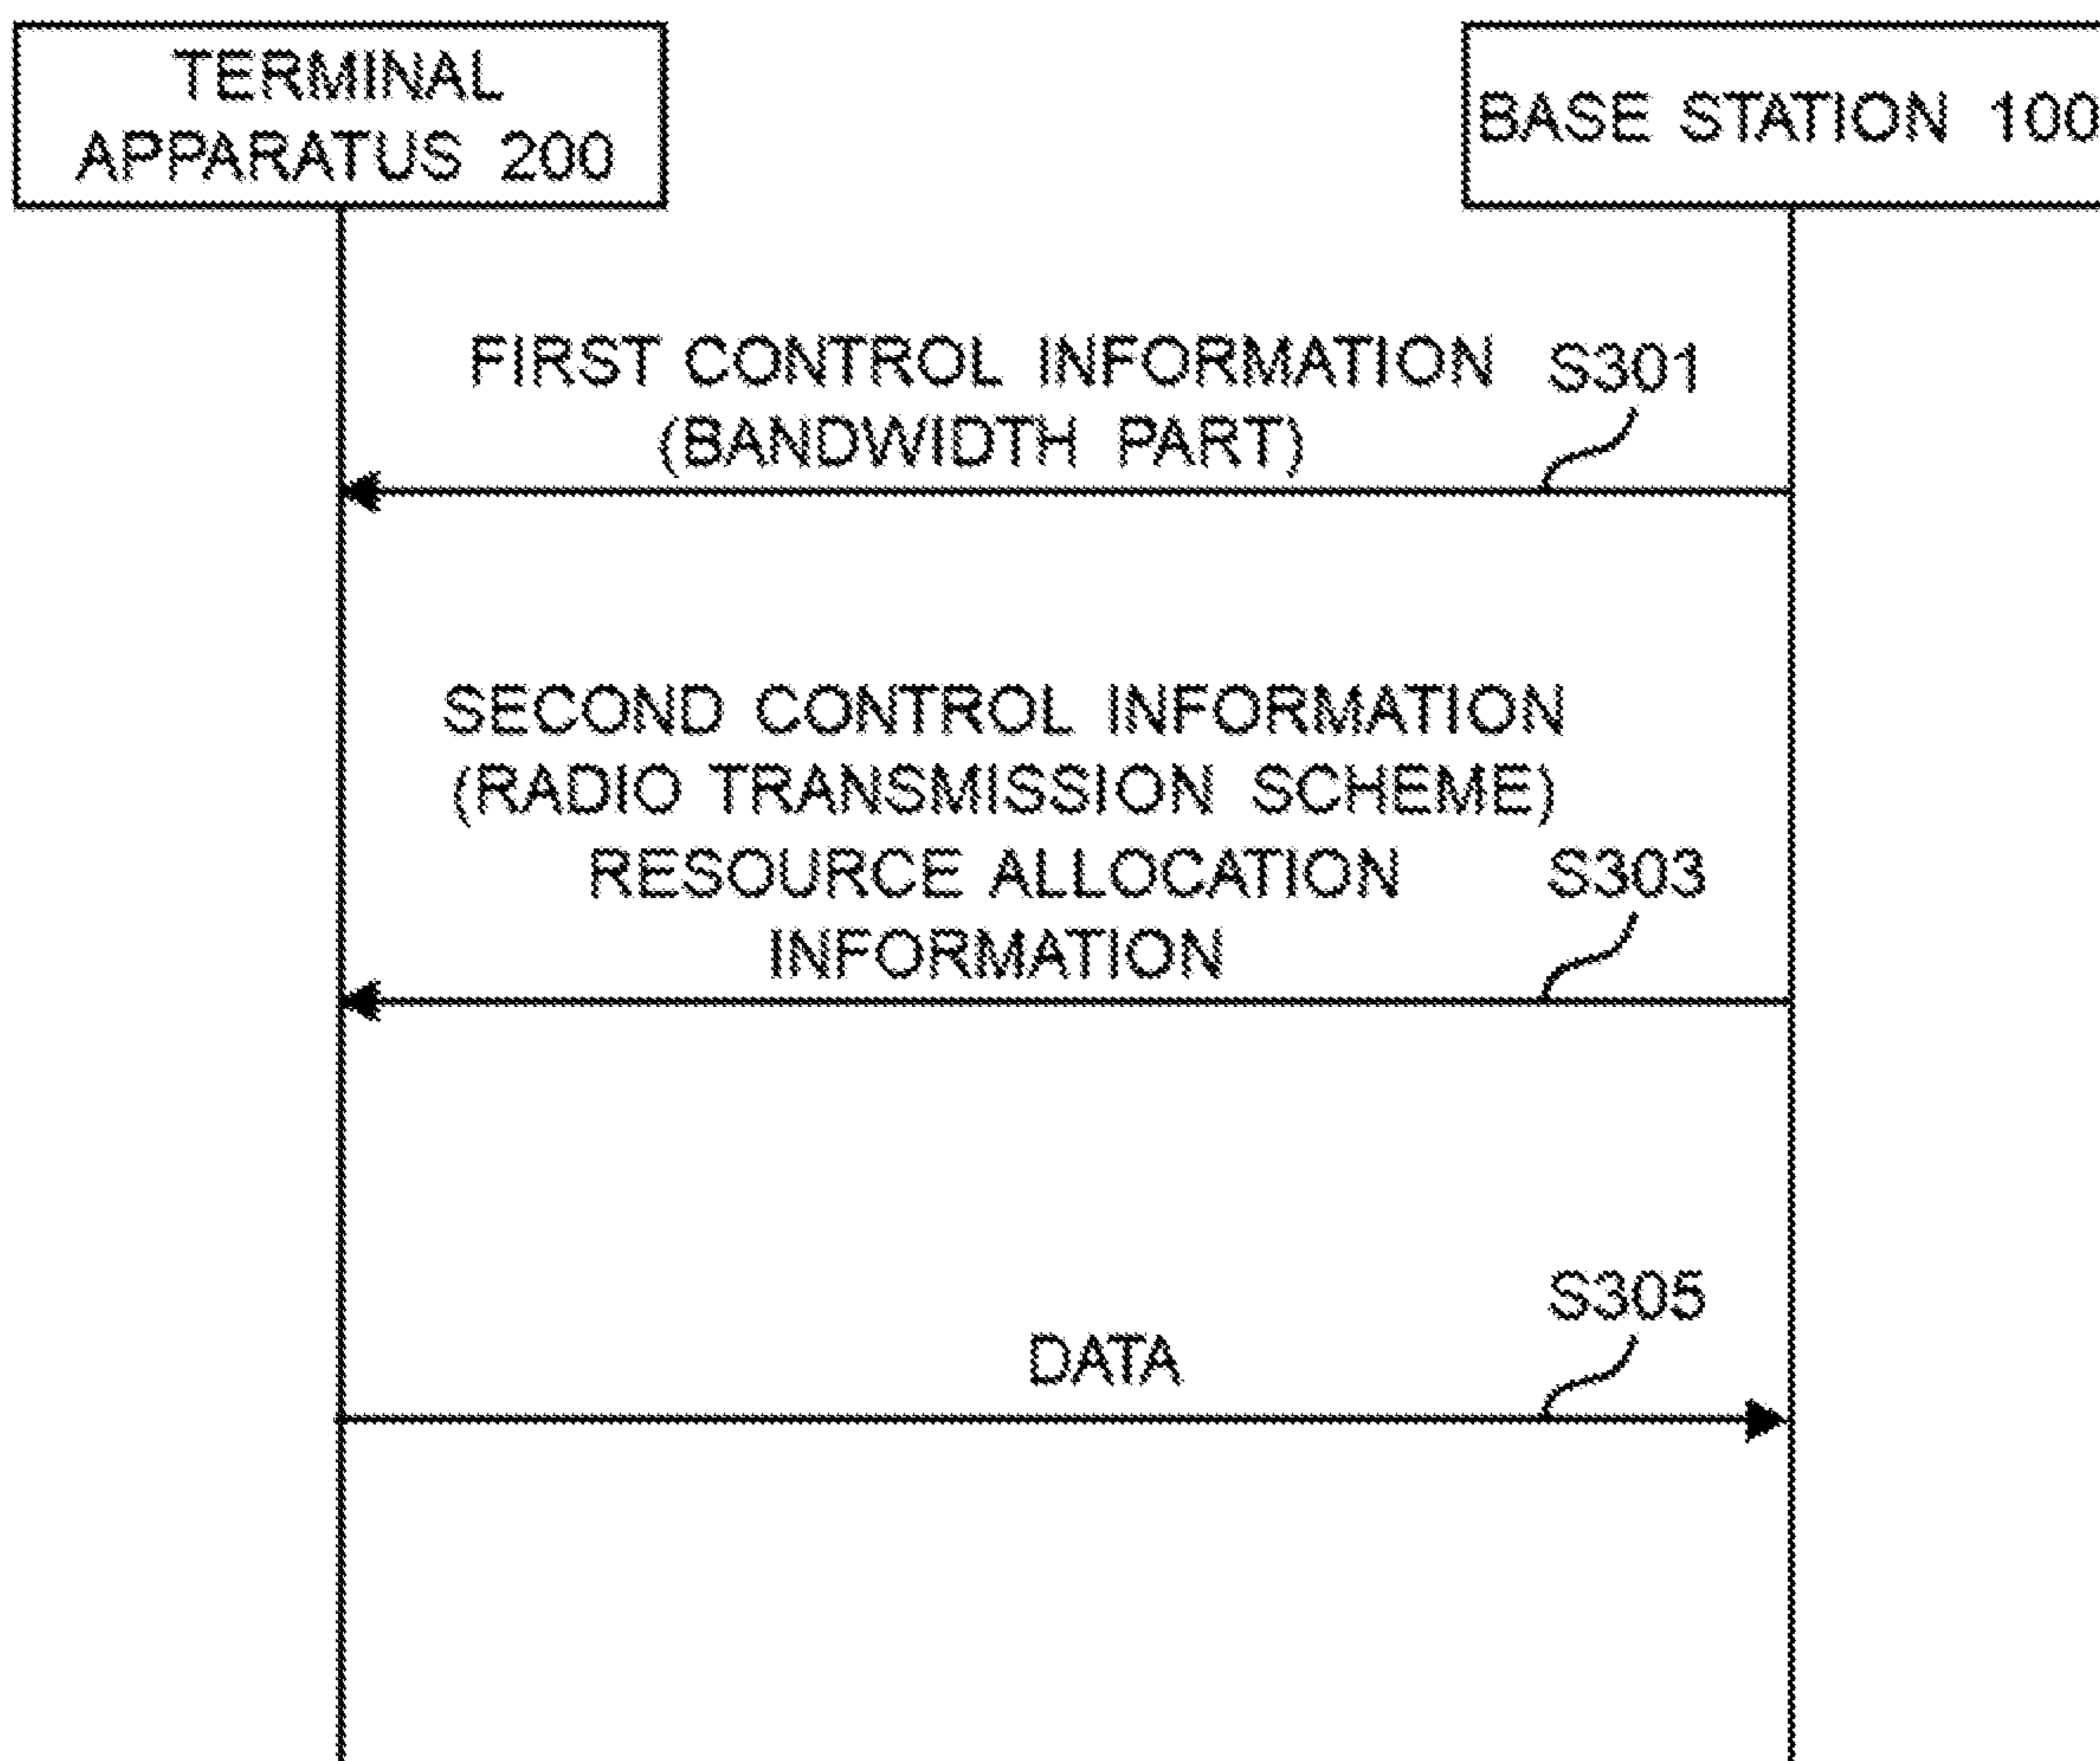 TERMINAL
APPARATUS 200
BASE STATION 100
FIRST CONTROL INFORMATION
(BANDWIDTH PART)
S301
SECOND CONTROL INFORMATION
(RADIO TRANSMISSION SCHEME)
RESOURCE ALLOCATION
INFORMATION
S303
S305
DATA